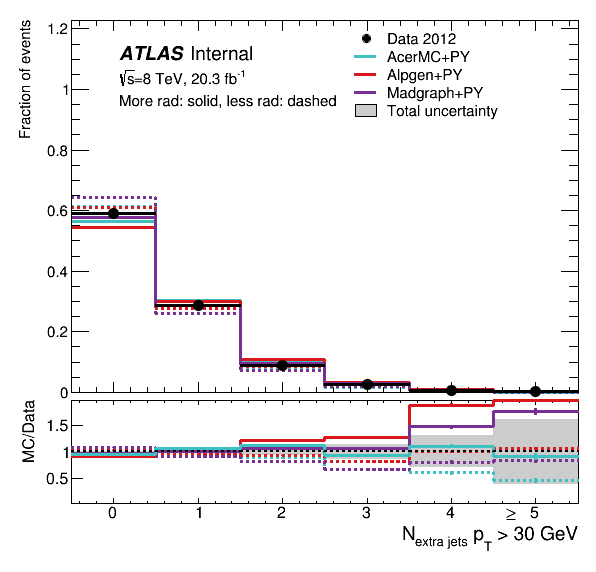 Fraction of events
1.2
1
0.8
0.6
0.4
0.2
0
ATLAS Internal
√s=8 TeV, 20.3 fb⁻¹
More rad: solid, less rad: dashed
Data 2012
AcerMC+PY
Alpgen+PY
Madgraph+PY
Total uncertainty
MC/Data
1.5
1
0.5
0 1 2 3 4 ≥ 5
N_extra jets p_T > 30 GeV